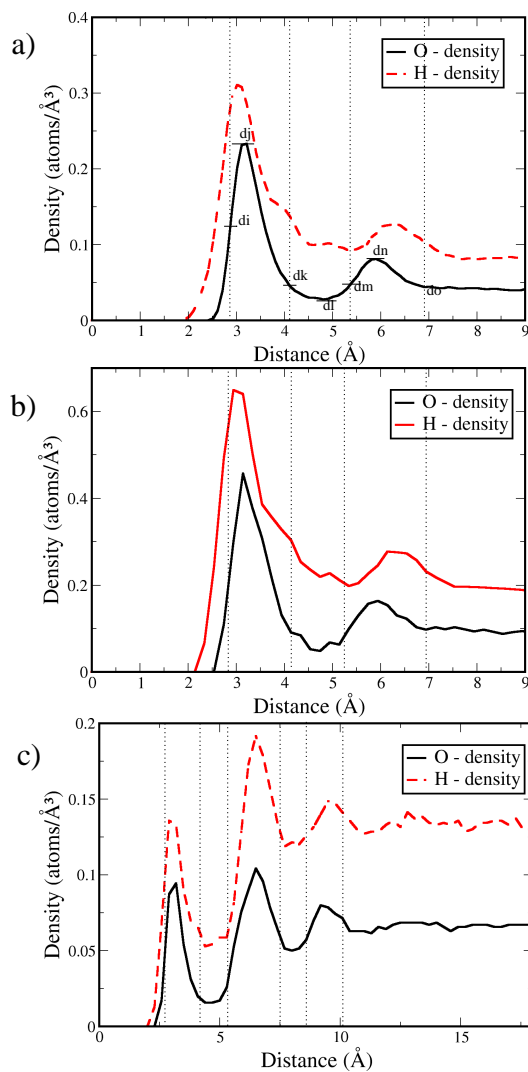 a)
0.4
0.3
0.2
0.1
0
Density (atoms/Å³)
O - density
H - density
dj
di
dk
dl
dm
dn
do
0 1 2 3 4 5 6 7 8 9
Distance (Å)
b)
0.6
0.4
0.2
0
Density (atoms/Å³)
O - density
H - density
0 1 2 3 4 5 6 7 8 9
Distance (Å)
c)
0.2
0.15
0.1
0.05
0
Density (atoms/Å³)
O - density
H - density
0 5 10 15
Distance (Å)